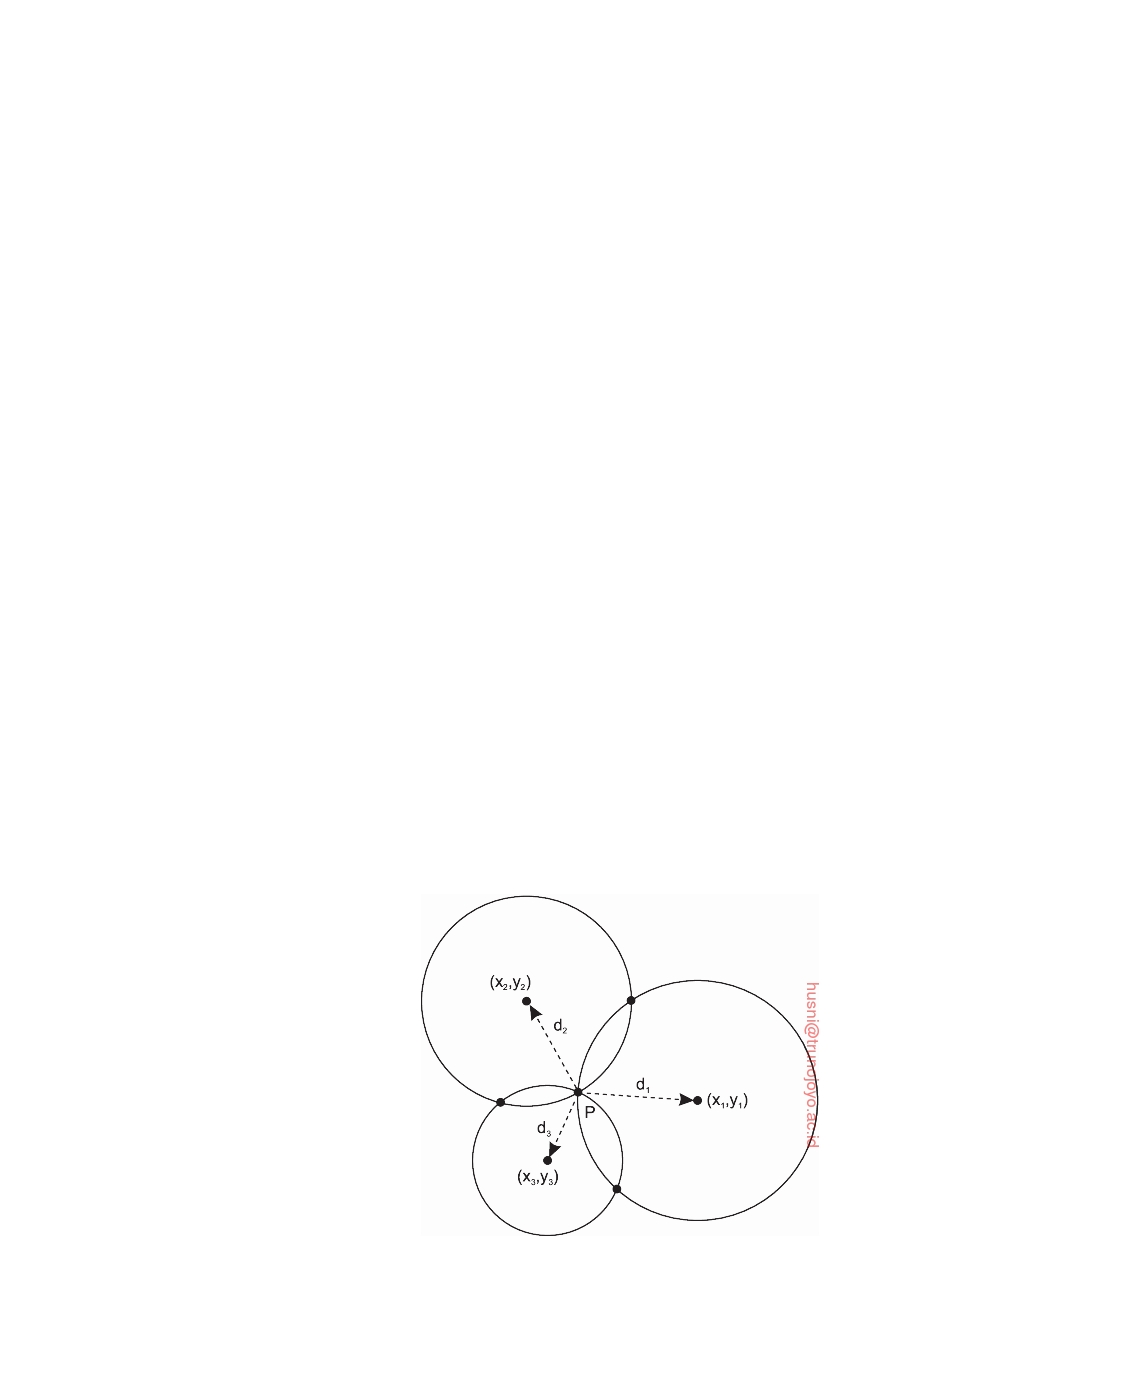 (x₂,y₂)
d₂
d₁
(x₁,y₁)
P
d₃
(x₃,y₃)
husni@trunojoyo.ac.id